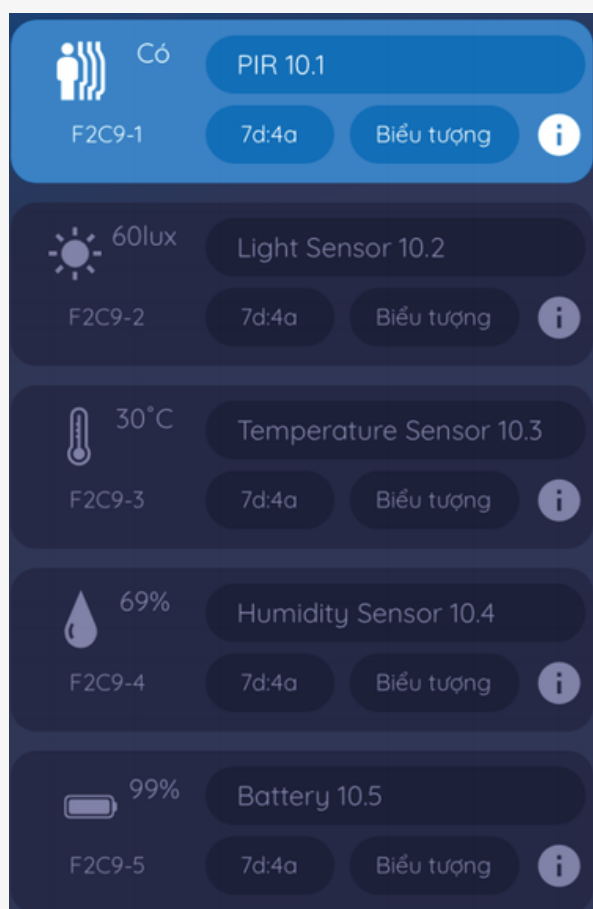 Có
PIR 10.1
F2C9-1 7d:4a Biểu tượng i
60lux
Light Sensor 10.2
F2C9-2 7d:4a Biểu tượng i
30°C
Temperature Sensor 10.3
F2C9-3 7d:4a Biểu tượng i
69%
Humidity Sensor 10.4
F2C9-4 7d:4a Biểu tượng i
99%
Battery 10.5
F2C9-5 7d:4a Biểu tượng i